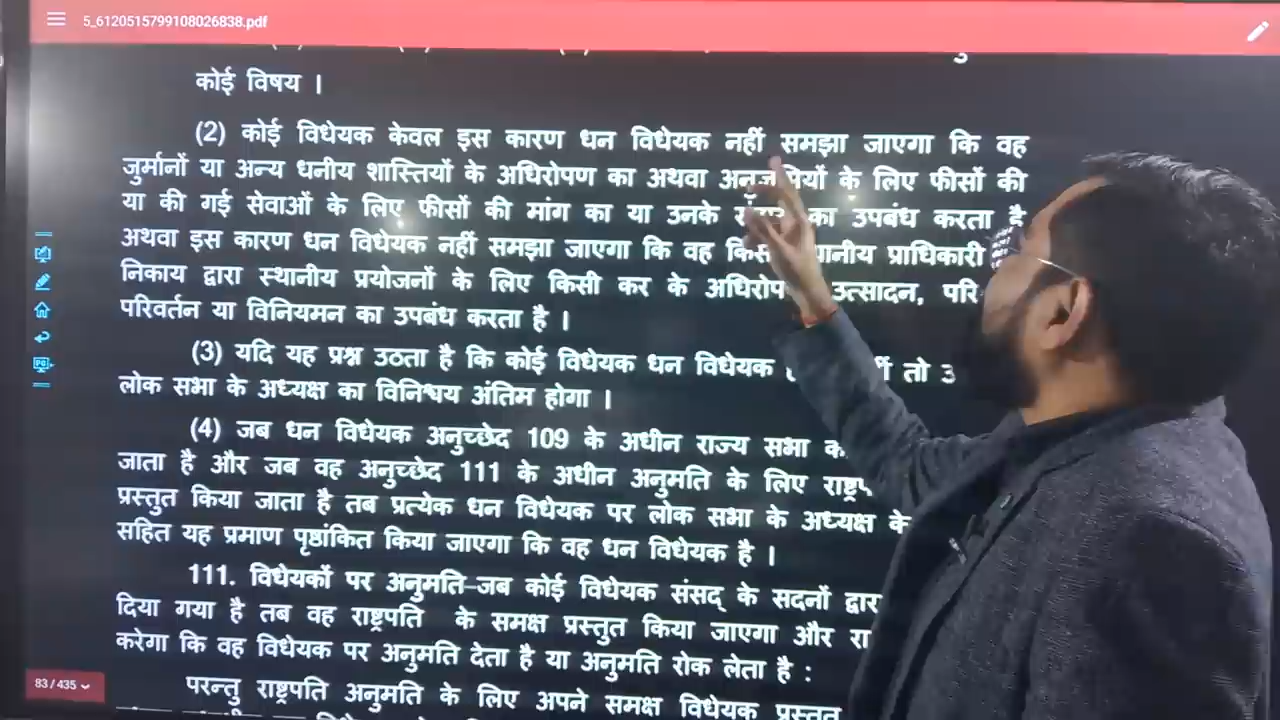 5_6120515799108026838.pdf
कोई विषय ।
(2) कोई विधेयक केवल इस कारण धन विधेयक नहीं समझा जाएगा कि वह
जुर्मानों या अन्य धनीय शास्तियों के अधिरोपण का अथवा के लिए फीसों की
या की गई सेवाओं के लिए फीसों की मांग का या उनके का उपबंध करता है
अथवा इस कारण धन विधेयक नहीं समझा जाएगा कि वह प्राधिकारी
निकाय द्वारा स्थानीय प्रयोजनों के लिए किसी कर के उत्सादन,
परिवर्तन या विनियमन का उपबंध करता है ।
(3) यदि यह प्रश्न उठता है कि कोई विधेयक धन विधेयक तो
लोक सभा के अध्यक्ष का विनिश्चय अंतिम होगा ।
(4) जब धन विधेयक अनुच्छेद 109 के अधीन राज्य सभा
जाता है और जब वह अनुच्छेद 111 के अधीन अनुमति के लिए
प्रस्तुत किया जाता है तब प्रत्येक धन विधेयक पर लोक सभा के अध्यक्ष के
सहित यह प्रमाण पृष्ठांकित किया जाएगा कि वह धन विधेयक है ।
111. विधेयकों पर अनुमति–जब कोई विधेयक संसद् के सदनों
दिया गया है तब वह राष्ट्रपति के समक्ष प्रस्तुत किया जाएगा और
करेगा कि वह विधेयक पर अनुमति देता है या अनुमति रोक लेता है :
परन्तु राष्ट्रपति अनुमति के लिए अपने समक्ष विधेयक प्रस्तुत
83 / 435